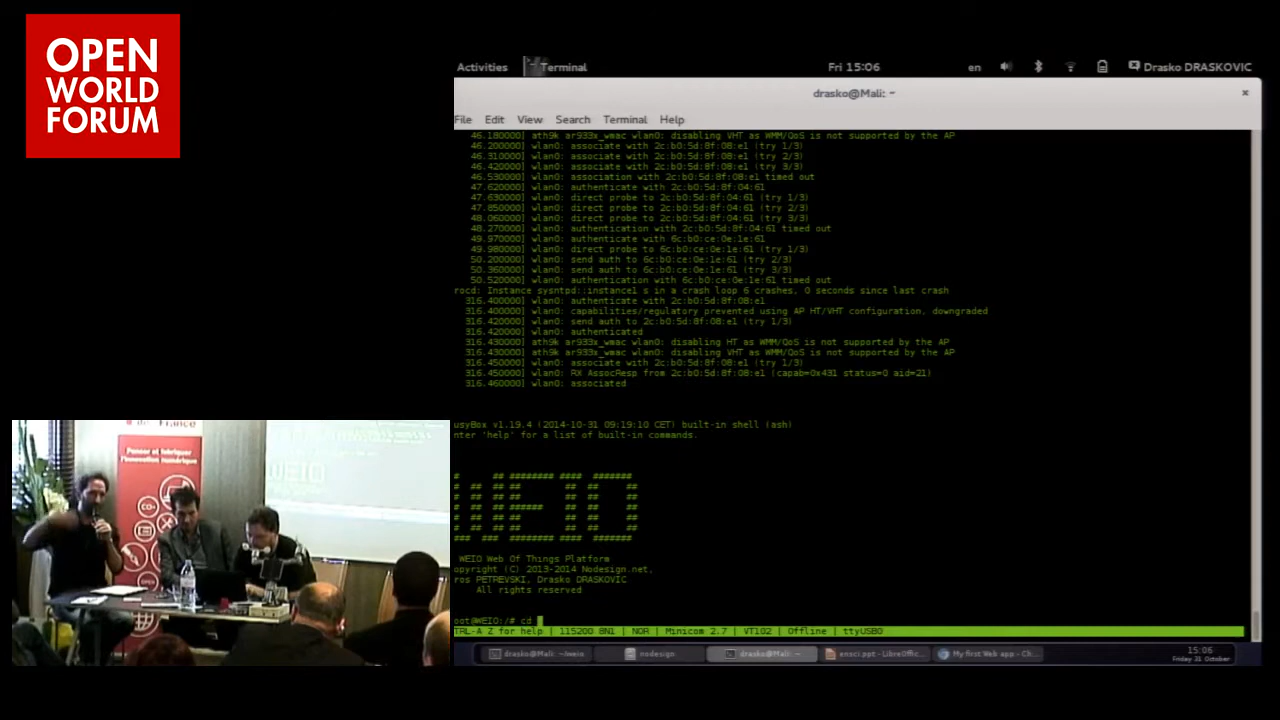 OPEN
WORLD
FORUM
Activities
Terminal
Fri 15:06
en
Drasko DRASKOVIC
drasko@Mali: ~
File Edit View Search Terminal Help
46.180000] ath9k ar933x_wmac wlan0: disabling VHT as WMM/QoS is not supported by the AP
46.200000] wlan0: associate with 2c:b0:5d:8f:08:e1 (try 1/3)
46.310000] wlan0: associate with 2c:b0:5d:8f:08:e1 (try 2/3)
46.420000] wlan0: associate with 2c:b0:5d:8f:08:e1 (try 3/3)
46.530000] wlan0: association with 2c:b0:5d:8f:08:e1 timed out
47.620000] wlan0: authenticate with 2c:b0:5d:8f:04:61
47.630000] wlan0: direct probe to 2c:b0:5d:8f:04:61 (try 1/3)
47.850000] wlan0: direct probe to 2c:b0:5d:8f:04:61 (try 2/3)
48.060000] wlan0: direct probe to 2c:b0:5d:8f:04:61 (try 3/3)
48.270000] wlan0: authentication with 2c:b0:5d:8f:04:61 timed out
49.970000] wlan0: authenticate with 6c:b0:ce:0e:1e:61
49.980000] wlan0: direct probe to 6c:b0:ce:0e:1e:61 (try 1/3)
50.200000] wlan0: send auth to 6c:b0:ce:0e:1e:61 (try 2/3)
50.360000] wlan0: send auth to 6c:b0:ce:0e:1e:61 (try 3/3)
50.520000] wlan0: authentication with 6c:b0:ce:0e:1e:61 timed out
rocd: Instance sysntpd::instance1 s in a crash loop 6 crashes, 0 seconds since last crash
316.400000] wlan0: authenticate with 2c:b0:5d:8f:08:e1
316.400000] wlan0: capabilities/regulatory prevented using AP HT/VHT configuration, downgraded
316.420000] wlan0: send auth to 2c:b0:5d:8f:08:e1 (try 1/3)
316.420000] wlan0: authenticated
316.430000] ath9k ar933x_wmac wlan0: disabling HT as WMM/QoS is not supported by the AP
316.430000] ath9k ar933x_wmac wlan0: disabling VHT as WMM/QoS is not supported by the AP
316.450000] wlan0: associate with 2c:b0:5d:8f:08:e1 (try 1/3)
316.450000] wlan0: RX AssocResp from 2c:b0:5d:8f:08:e1 (capab=0x431 status=0 aid=21)
316.460000] wlan0: associated
usyBox v1.19.4 (2014-10-31 09:19:10 CET) built-in shell (ash)
nter 'help' for a list of built-in commands.
WEIO
WEIO Web Of Things Platform
opyright (C) 2013-2014 Nodesign.net,
ros PETREVSKI, Drasko DRASKOVIC
All rights reserved
oot@WEIO:/# cd
TRL-A Z for help | 115200 8N1 | NOR | Minicom 2.7 | VT102 | Offline | ttyUSB0
drasko@Mali: ~/weio
nodesign
drasko@Mali: ~
ensci.ppt - LibreOffic...
My first Web app - Ch...
15:06
Friday 31 October
France
Penser et fabriquer
l'innovation numérique
WEIO